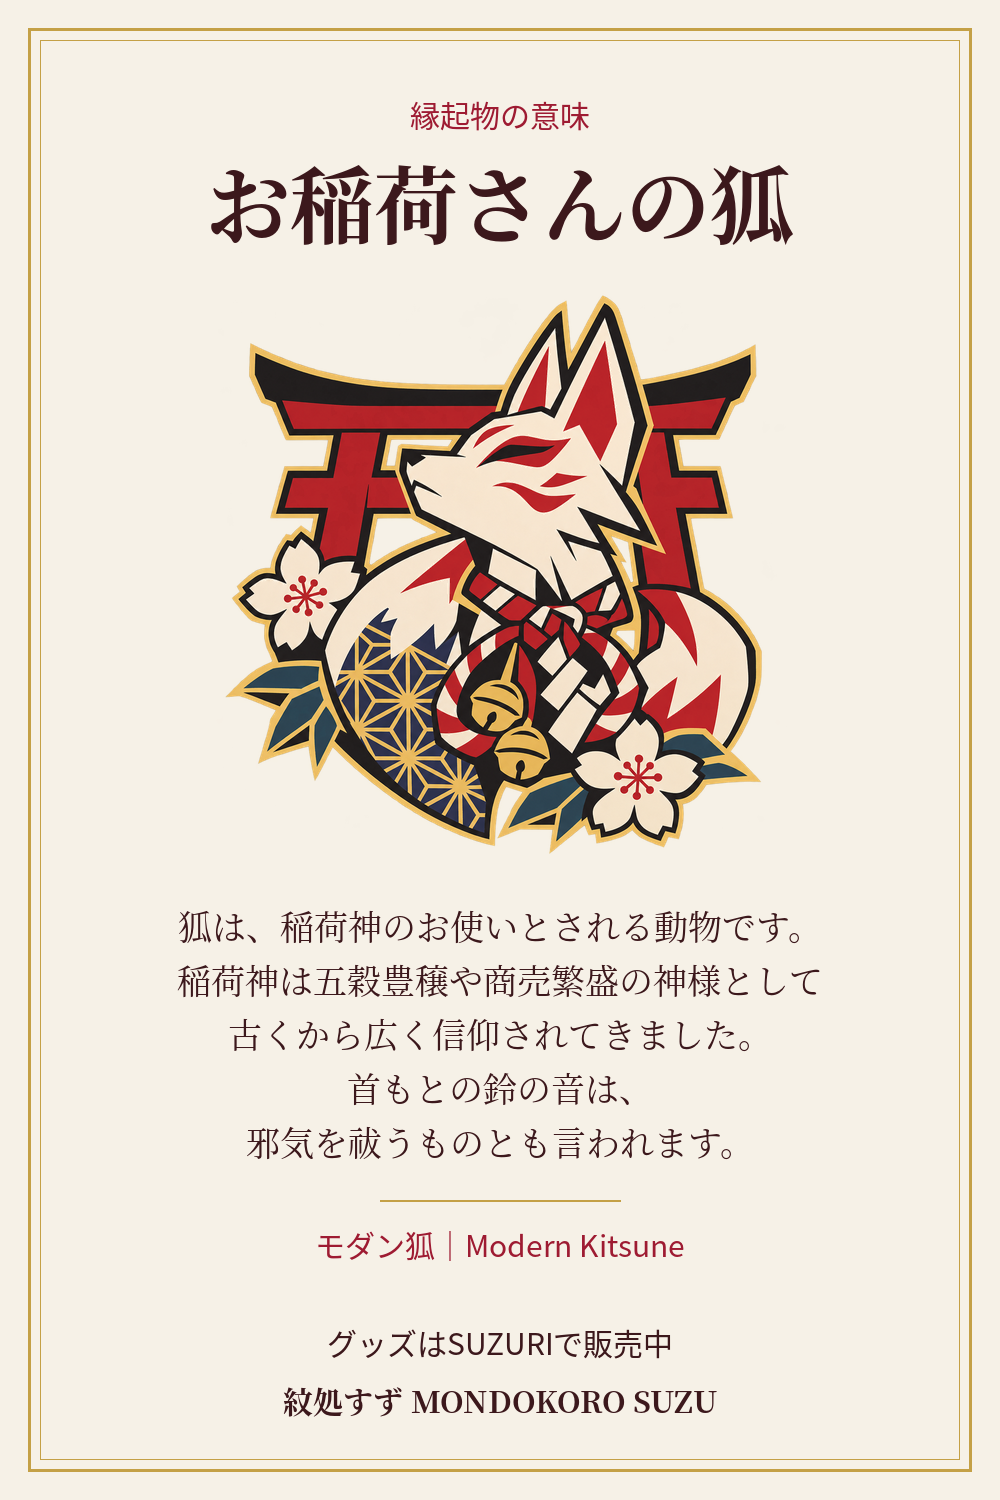 縁起物の意味
お稲荷さんの狐
狐は、稲荷神のお使いとされる動物です。
稲荷神は五穀豊穣や商売繁盛の神様として
古くから広く信仰されてきました。
首もとの鈴の音は、
邪気を祓うものとも言われます。
モダン狐｜Modern Kitsune
グッズはSUZURIで販売中
紋処すず MONDOKORO SUZU